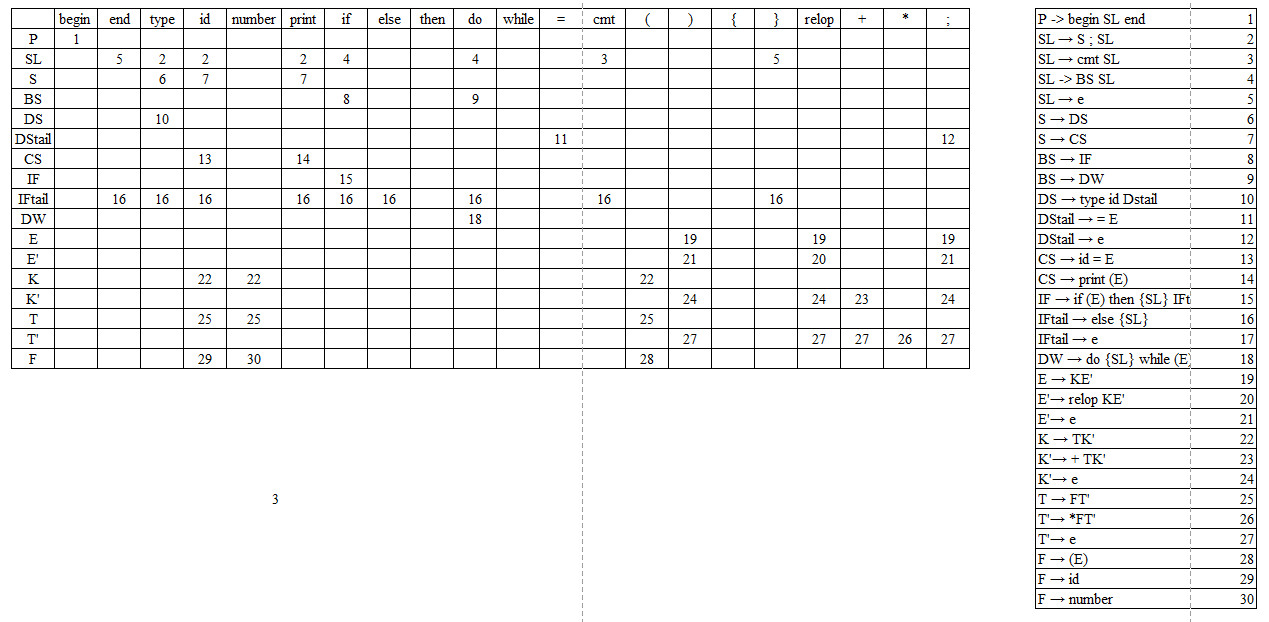 begin end type id number print if else then do while = cmt ( ) { } relop + * ;
P 1
SL 5 2 2 2 4 4 3 5
S 6 7 7
BS 8 9
DS 10
DStail 11 12
CS 13 14
IF 15
IFtail 16 16 16 16 16 16 16 16 16
DW 18
E 19 19 19
E' 21 20 21
K 22 22 22
K' 24 24 23 24
T 25 25 25
T' 27 27 27 26 27
F 29 30 28
3
P -> begin SL end 1
SL → S ; SL 2
SL → cmt SL 3
SL -> BS SL 4
SL → e 5
S → DS 6
S → CS 7
BS → IF 8
BS → DW 9
DS → type id Dstail 10
DStail → = E 11
DStail → e 12
CS → id = E 13
CS → print (E) 14
IF → if (E) then {SL} IFt 15
IFtail → else {SL} 16
IFtail → e 17
DW → do {SL} while (E) 18
E → KE' 19
E'→ relop KE' 20
E'→ e 21
K → TK' 22
K'→ + TK' 23
K'→ e 24
T → FT' 25
T'→ *FT' 26
T'→ e 27
F → (E) 28
F → id 29
F → number 30